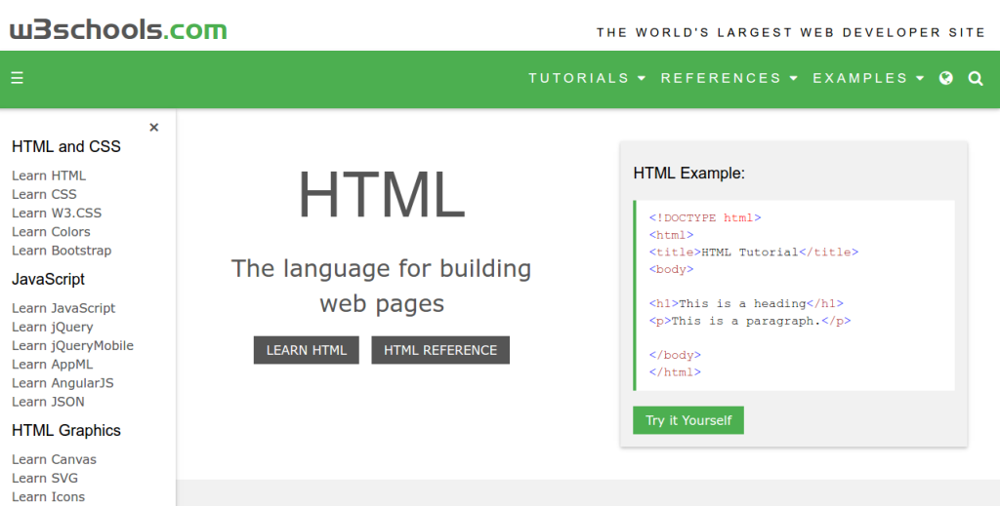 w3schools.com
THE WORLD'S LARGEST WEB DEVELOPER SITE
☰
TUTORIALS
REFERENCES
EXAMPLES
×
HTML and CSS
Learn HTML
Learn CSS
Learn W3.CSS
Learn Colors
Learn Bootstrap
JavaScript
Learn JavaScript
Learn jQuery
Learn jQueryMobile
Learn AppML
Learn AngularJS
Learn JSON
HTML Graphics
Learn Canvas
Learn SVG
Learn Icons
HTML
The language for building
web pages
LEARN HTML
HTML REFERENCE
HTML Example:
<!DOCTYPE html>
<html>
<title>HTML Tutorial</title>
<body>
<h1>This is a heading</h1>
<p>This is a paragraph.</p>
</body>
</html>
Try it Yourself